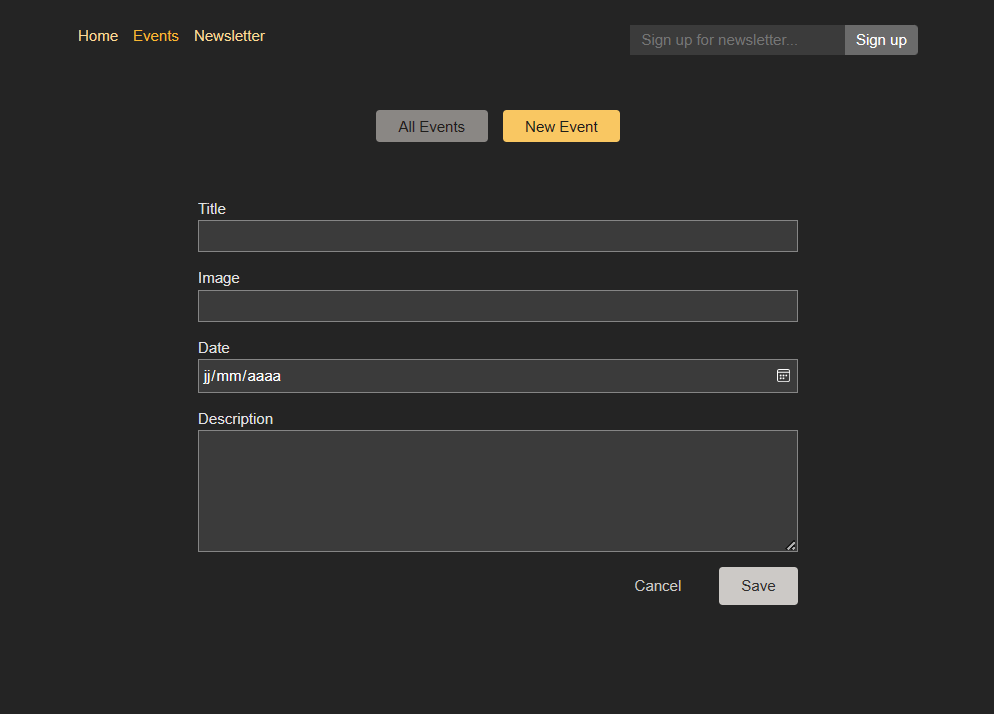 Home Events Newsletter
Sign up for newsletter... Sign up
All Events New Event
Title
Image
Date
jj/mm/aaaa
Description
Cancel Save